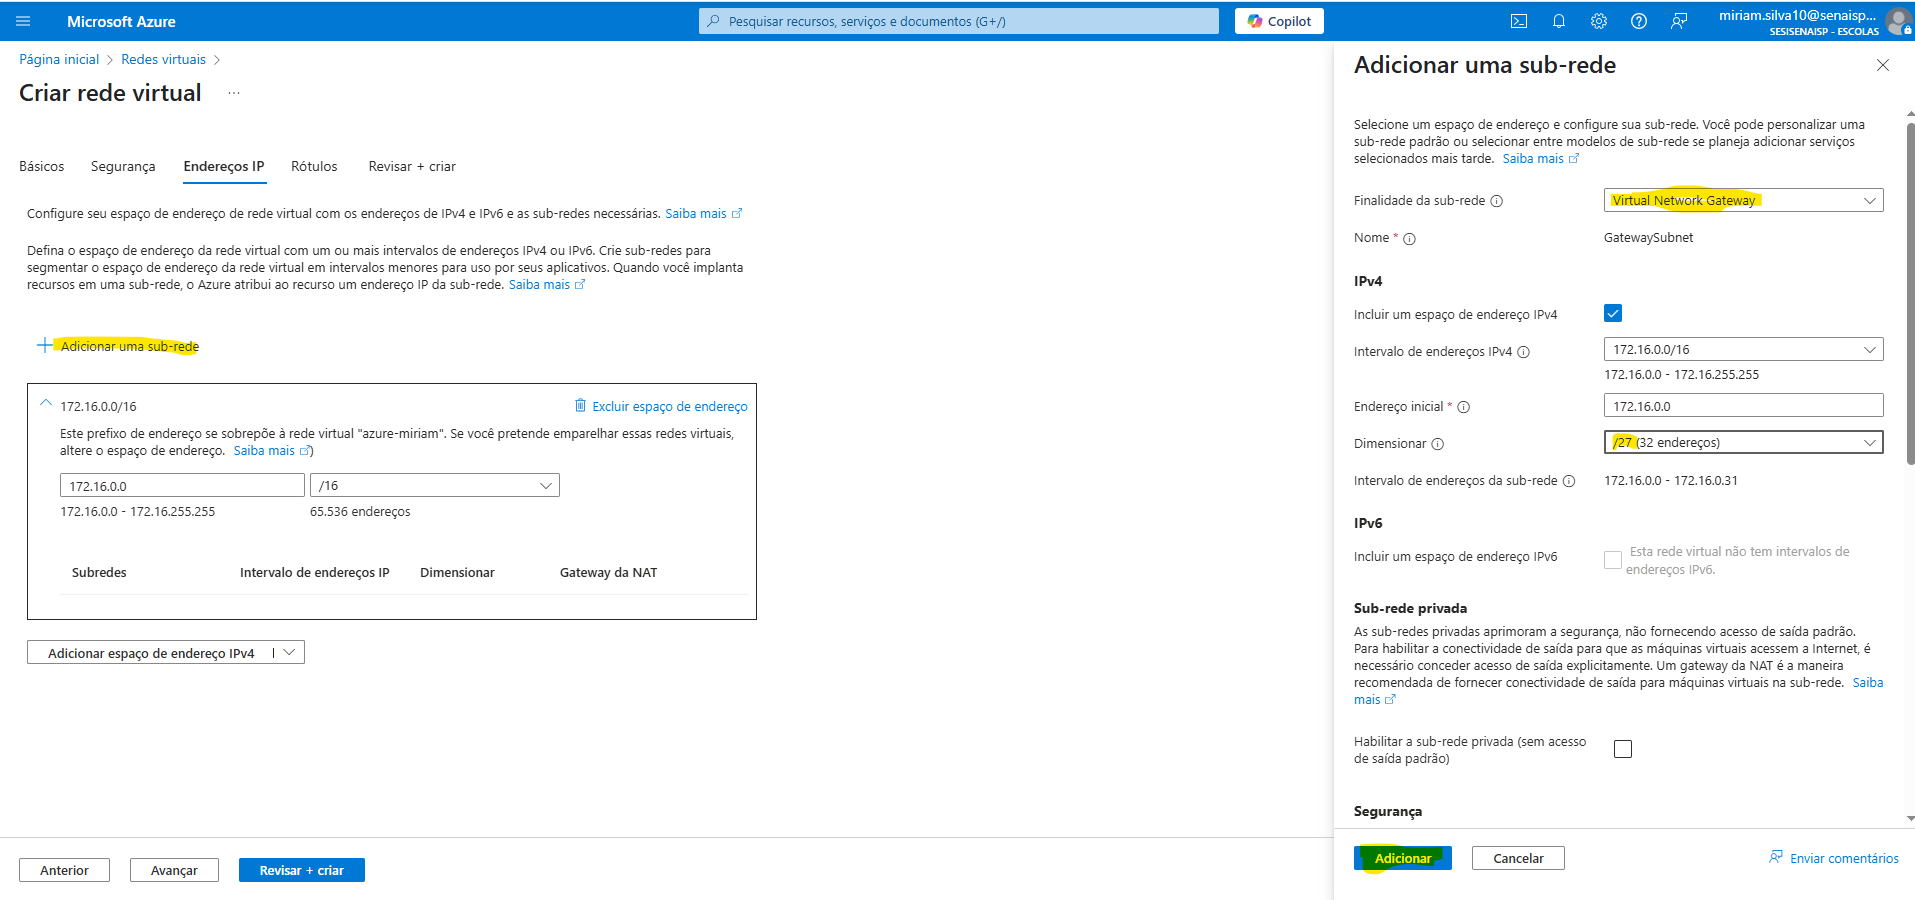 Microsoft Azure
Pesquisar recursos, serviços e documentos (G+/)
Copilot
miriam.silva10@senaisp...
SESISENAISP - ESCOLAS
Página inicial > Redes virtuais >
Criar rede virtual ...
Básicos Segurança Endereços IP Rótulos Revisar + criar
Configure seu espaço de endereço de rede virtual com os endereços de IPv4 e IPv6 e as sub-redes necessárias. Saiba mais
Defina o espaço de endereço da rede virtual com um ou mais intervalos de endereços IPv4 ou IPv6. Crie sub-redes para
segmentar o espaço de endereço da rede virtual em intervalos menores para uso por seus aplicativos. Quando você implanta
recursos em uma sub-rede, o Azure atribui ao recurso um endereço IP da sub-rede. Saiba mais
+ Adicionar uma sub-rede
172.16.0.0/16
Excluir espaço de endereço
Este prefixo de endereço se sobrepõe à rede virtual "azure-miriam". Se você pretende emparelhar essas redes virtuais,
altere o espaço de endereço. Saiba mais )
172.16.0.0
/16
172.16.0.0 - 172.16.255.255
65.536 endereços
Subredes Intervalo de endereços IP Dimensionar Gateway da NAT
Adicionar espaço de endereço IPv4 |
Anterior
Avançar
Revisar + criar
Adicionar uma sub-rede
Selecione um espaço de endereço e configure sua sub-rede. Você pode personalizar uma
sub-rede padrão ou selecionar entre modelos de sub-rede se planeja adicionar serviços
selecionados mais tarde. Saiba mais
Finalidade da sub-rede
Virtual Network Gateway
Nome *
GatewaySubnet
IPv4
Incluir um espaço de endereço IPv4
Intervalo de endereços IPv4
172.16.0.0/16
172.16.0.0 - 172.16.255.255
Endereço inicial *
172.16.0.0
Dimensionar
/27 (32 endereços)
Intervalo de endereços da sub-rede
172.16.0.0 - 172.16.0.31
IPv6
Incluir um espaço de endereço IPv6
Esta rede virtual não tem intervalos de
endereços IPv6.
Sub-rede privada
As sub-redes privadas aprimoram a segurança, não fornecendo acesso de saída padrão.
Para habilitar a conectividade de saída para que as máquinas virtuais acessem a Internet, é
necessário conceder acesso de saída explicitamente. Um gateway da NAT é a maneira
recomendada de fornecer conectividade de saída para máquinas virtuais na sub-rede. Saiba
mais
Habilitar a sub-rede privada (sem acesso
de saída padrão)
Segurança
Adicionar
Cancelar
Enviar comentários